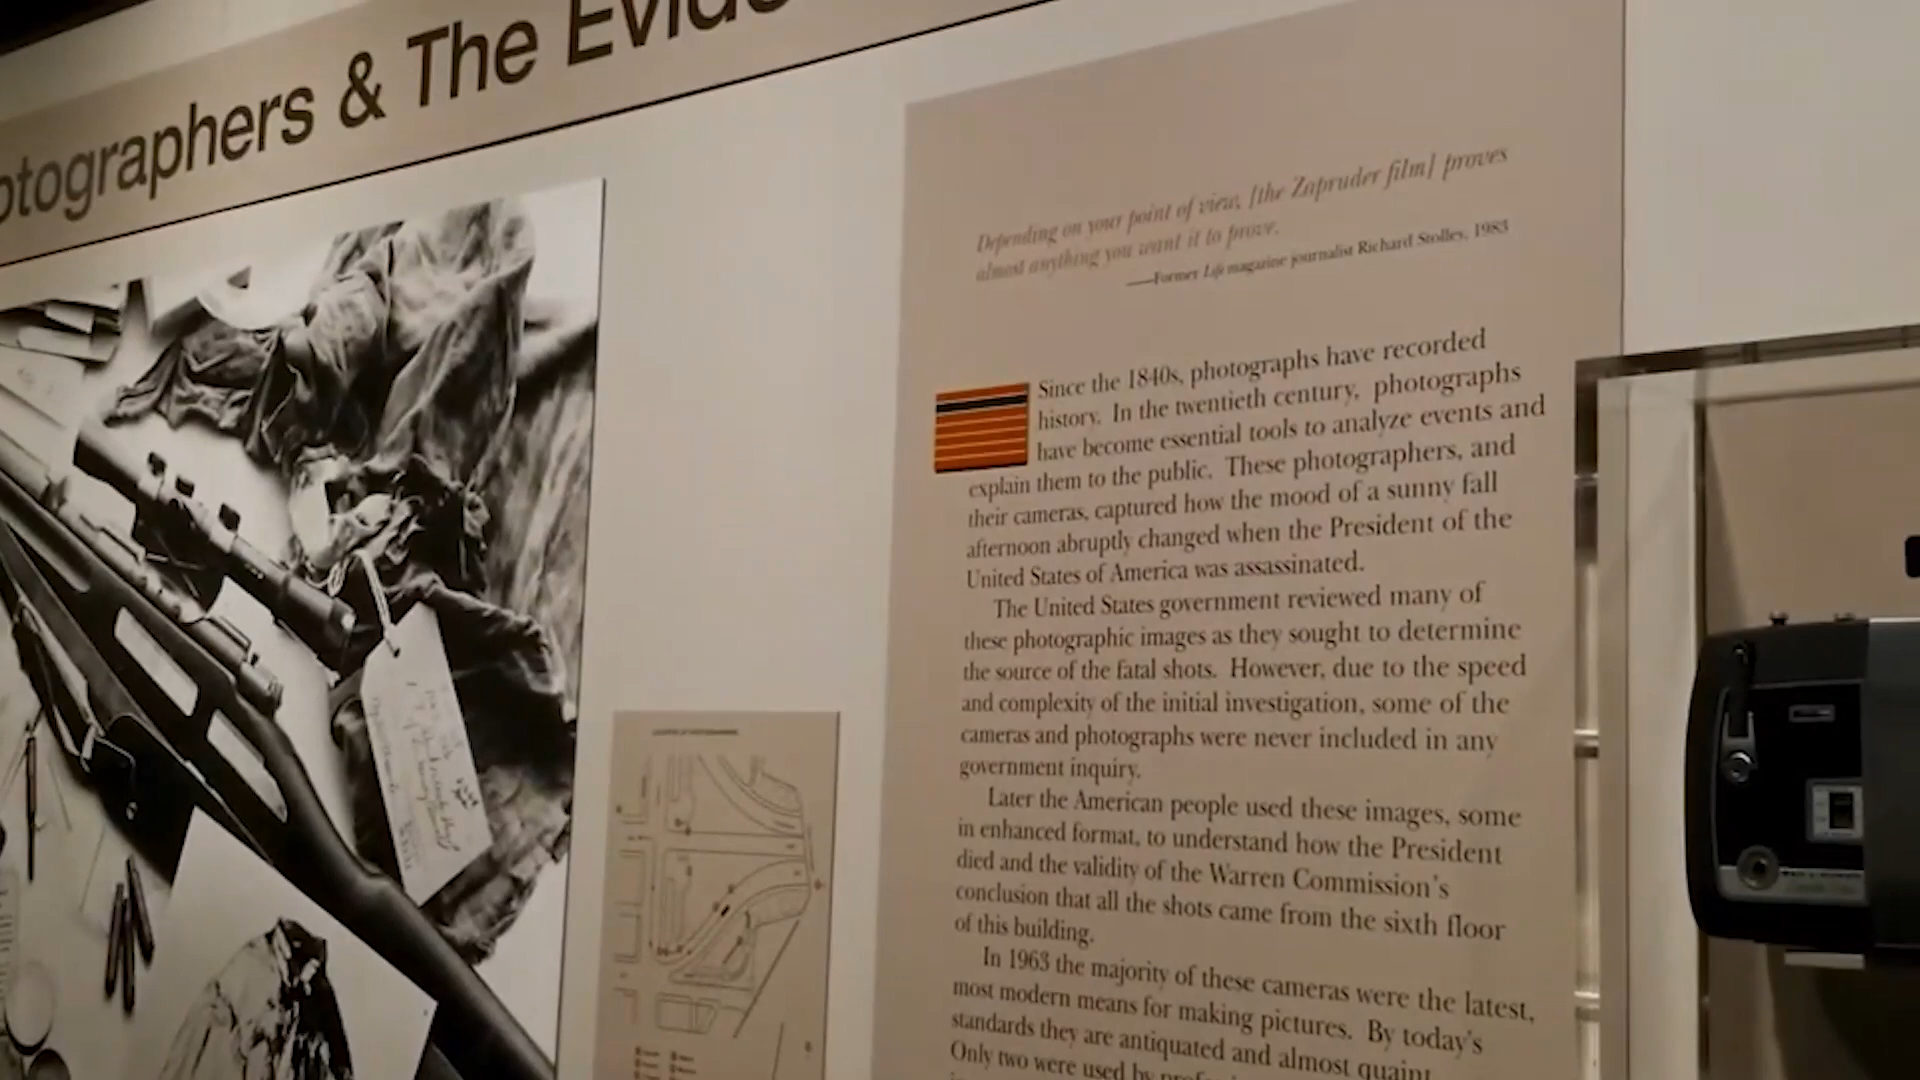 otographers & The Evide
Depending on your point of view, [the Zapruder film] proves
almost anything you want it to prove.
—Former Life magazine journalist Richard Stolley, 1983
Since the 1840s, photographs have recorded
history. In the twentieth century, photographs
have become essential tools to analyze events and
explain them to the public. These photographers, and
their cameras, captured how the mood of a sunny fall
afternoon abruptly changed when the President of the
United States of America was assassinated.
The United States government reviewed many of
these photographic images as they sought to determine
the source of the fatal shots. However, due to the speed
and complexity of the initial investigation, some of the
cameras and photographs were never included in any
government inquiry.
Later the American people used these images, some
in enhanced format, to understand how the President
died and the validity of the Warren Commission's
conclusion that all the shots came from the sixth floor
of this building.
In 1963 the majority of these cameras were the latest,
most modern means for making pictures. By today's
standards they are antiquated and almost quaint.
Only two were used by